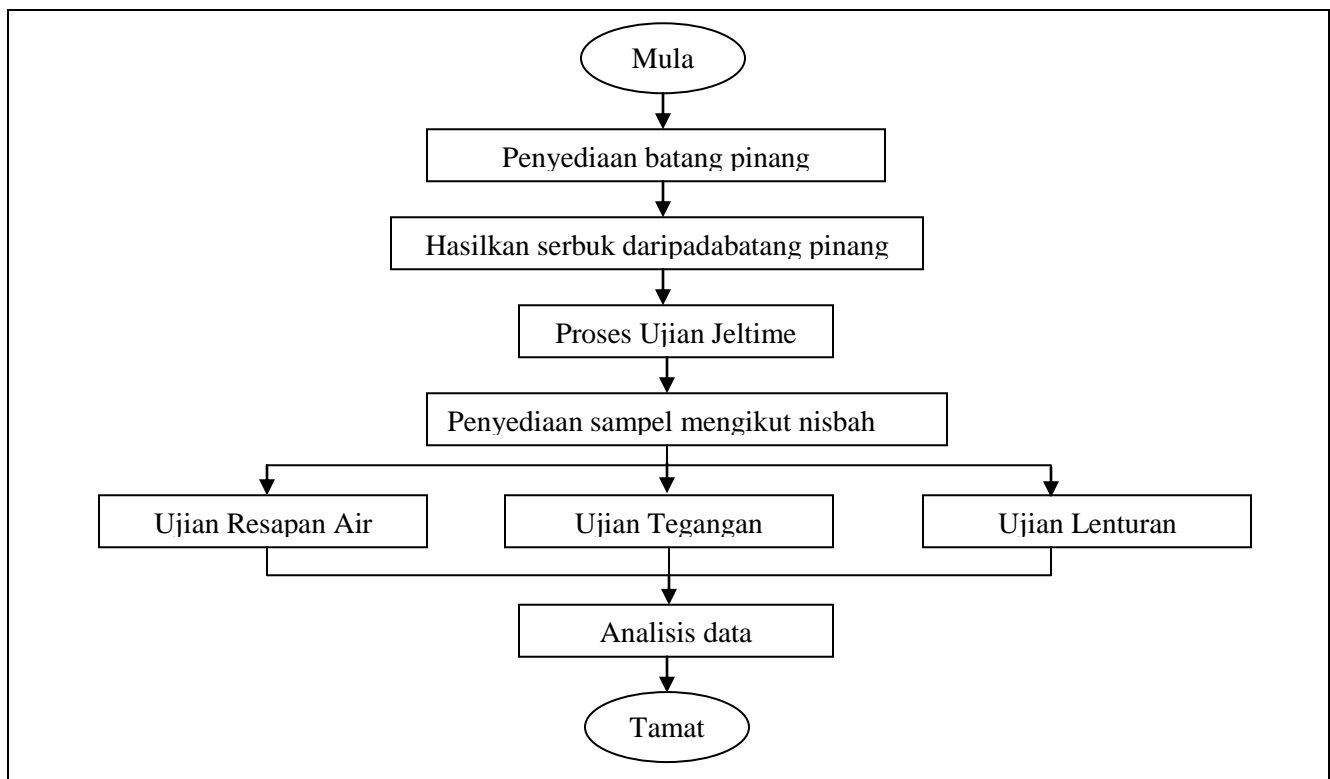 Mula
Penyediaan batang pinang
Hasilkan serbuk daripadabatang pinang
Proses Ujian Jeltime
Penyediaan sampel mengikut nisbah
Ujian Resapan Air
Ujian Tegangan
Ujian Lenturan
Analisis data
Tamat